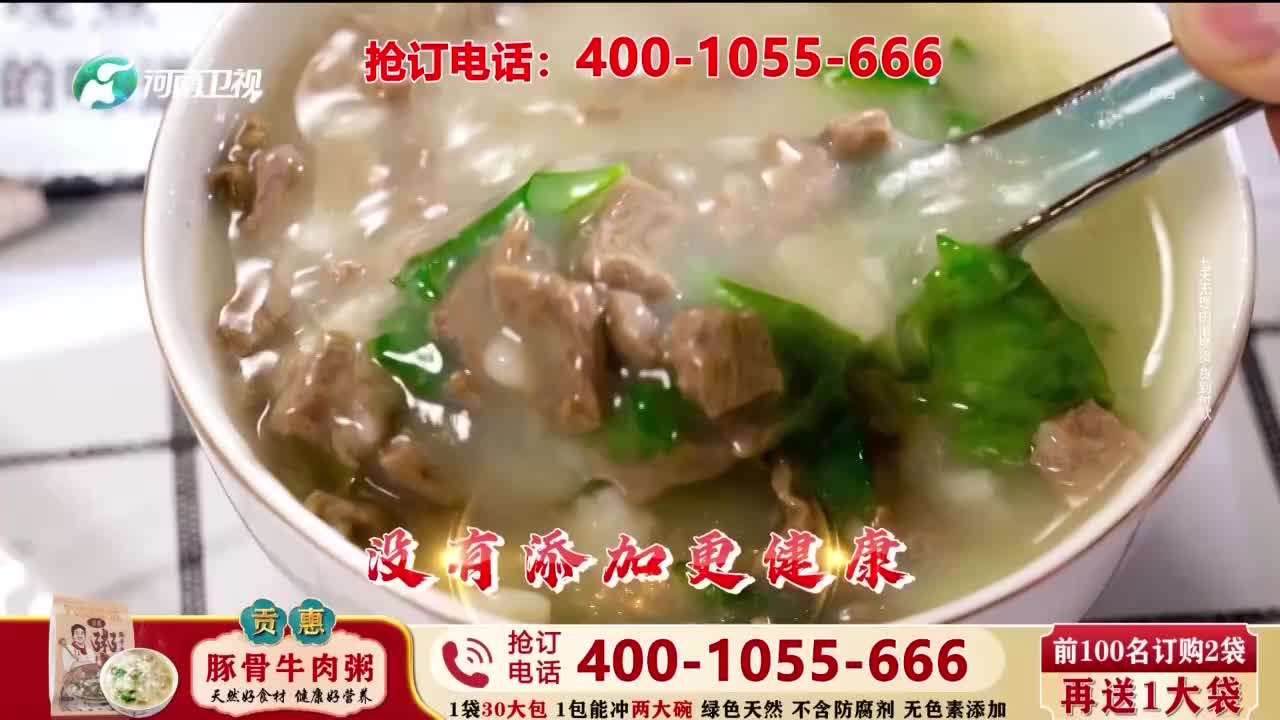 抢订电话：400-1055-666
河南卫视
没有添加更健康
贡惠
豚骨牛肉粥
天然好食材 健康好营养
抢订电话
400-1055-666
1袋30大包 1包能冲两大碗 绿色天然 不含防腐剂 无色素添加
前100名订购2袋
再送1大袋